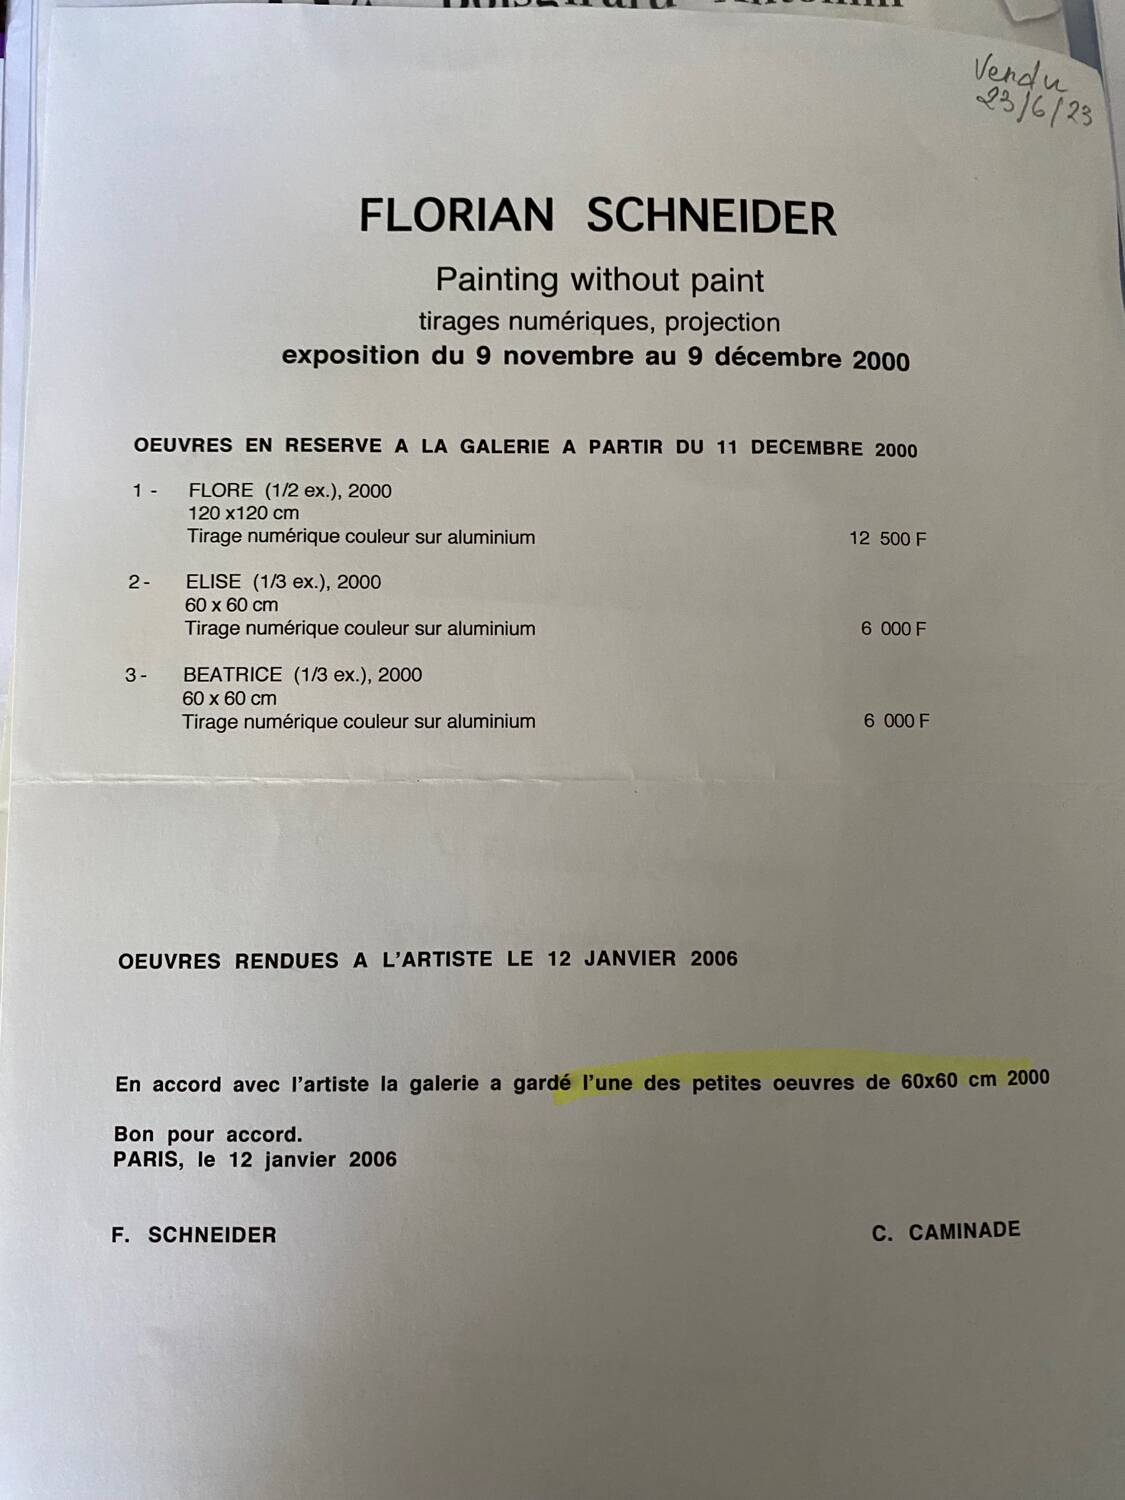 Vendu
23/6/23
FLORIAN SCHNEIDER
Painting without paint
tirages numériques, projection
exposition du 9 novembre au 9 décembre 2000
OEUVRES EN RESERVE A LA GALERIE A PARTIR DU 11 DECEMBRE 2000
1 - FLORE (1/2 ex.), 2000
120 x120 cm
Tirage numérique couleur sur aluminium 12 500 F
2 - ELISE (1/3 ex.), 2000
60 x 60 cm
Tirage numérique couleur sur aluminium 6 000 F
3 - BEATRICE (1/3 ex.), 2000
60 x 60 cm
Tirage numérique couleur sur aluminium 6 000 F
OEUVRES RENDUES A L'ARTISTE LE 12 JANVIER 2006
En accord avec l'artiste la galerie a gardé l'une des petites oeuvres de 60x60 cm 2000
Bon pour accord.
PARIS, le 12 janvier 2006
F. SCHNEIDER C. CAMINADE